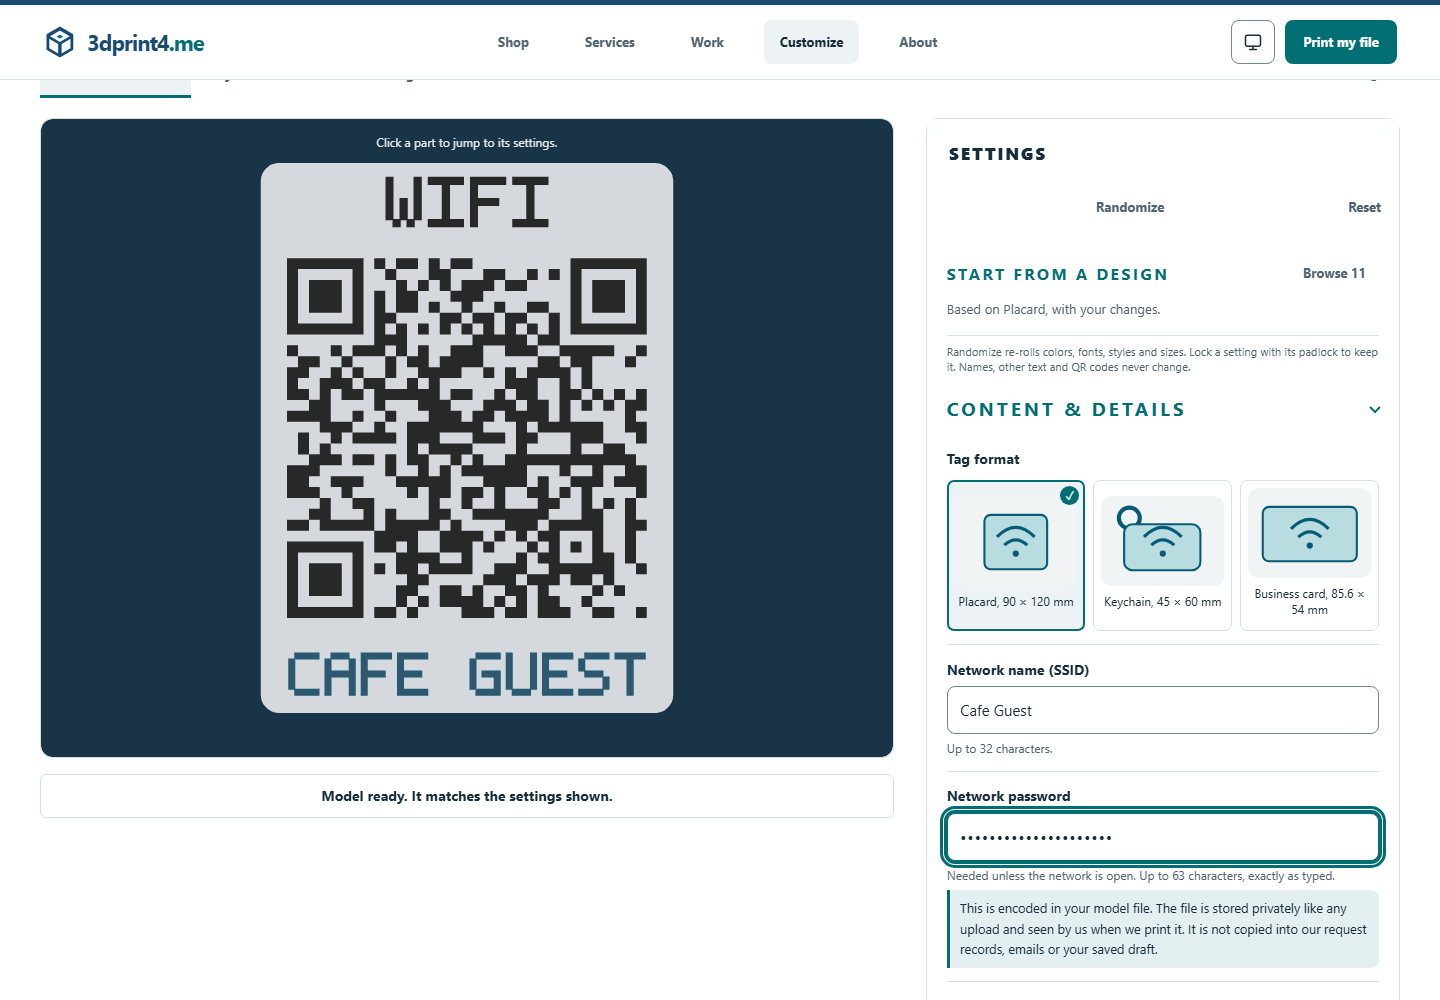 3dprint4.me
Shop
Services
Work
Customize
About
Print my file
Click a part to jump to its settings.
WIFI
CAFE GUEST
Model ready. It matches the settings shown.
SETTINGS
Randomize
Reset
START FROM A DESIGN
Browse 11
Based on Placard, with your changes.
Randomize re-rolls colors, fonts, styles and sizes. Lock a setting with its padlock to keep
it. Names, other text and QR codes never change.
CONTENT & DETAILS
Tag format
Placard, 90 × 120 mm
Keychain, 45 × 60 mm
Business card, 85.6 ×
54 mm
Network name (SSID)
Cafe Guest
Up to 32 characters.
Network password
•••••••••••••••••••••
Needed unless the network is open. Up to 63 characters, exactly as typed.
This is encoded in your model file. The file is stored privately like any
upload and seen by us when we print it. It is not copied into our request
records, emails or your saved draft.